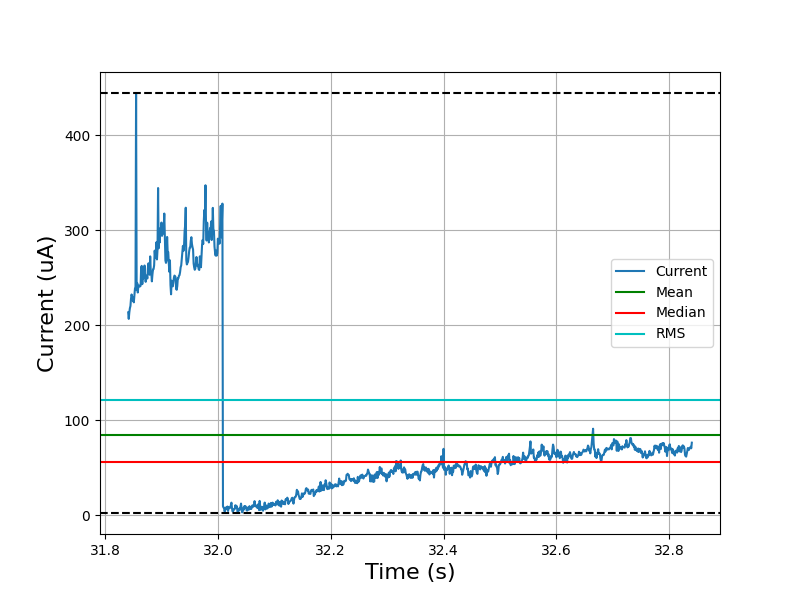 400
300
200
100
0
Current (uA)
Current
Mean
Median
RMS
31.8 32.0 32.2 32.4 32.6 32.8
Time (s)